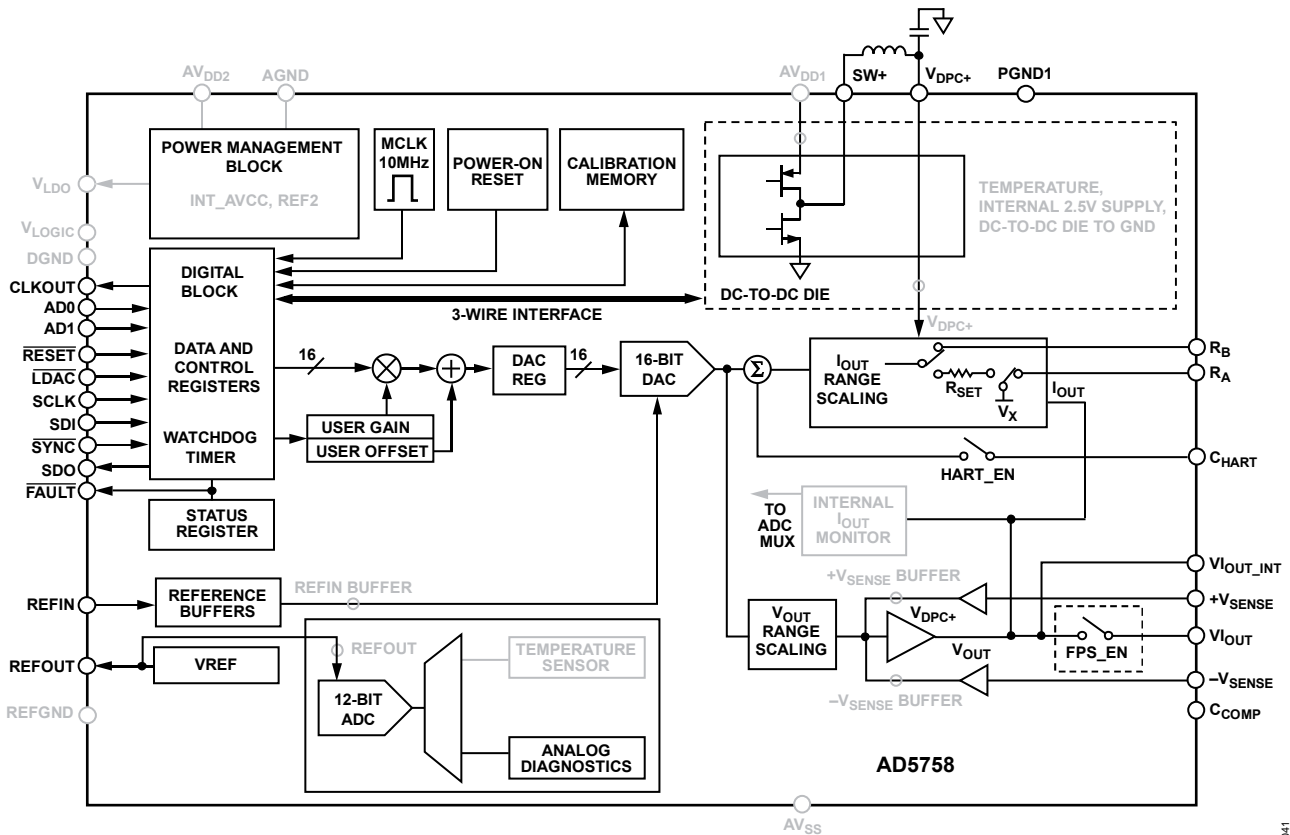 AVDD2
AGND
AVDD1
SW+
VDPC+
PGND1
POWER MANAGEMENT
BLOCK
INT_AVCC, REF2
MCLK
10MHz
POWER-ON
RESET
CALIBRATION
MEMORY
TEMPERATURE,
INTERNAL 2.5V SUPPLY,
DC-TO-DC DIE TO GND
DC-TO-DC DIE
VLDO
VLOGIC
DGND
CLKOUT
AD0
AD1
RESET
LDAC
SCLK
SDI
SYNC
SDO
FAULT
DIGITAL
BLOCK
DATA AND
CONTROL
REGISTERS
WATCHDOG
TIMER
STATUS
REGISTER
3-WIRE INTERFACE
16
USER GAIN
USER OFFSET
DAC
REG
16
16-BIT
DAC
Σ
VDPC+
IOUT
RANGE
SCALING
RSET
VX
IOUT
RB
RA
HART_EN
CHART
TO
ADC
MUX
INTERNAL
IOUT
MONITOR
REFIN
REFERENCE
BUFFERS
REFIN BUFFER
REFOUT
VREF
REFGND
REFOUT
12-BIT
ADC
TEMPERATURE
SENSOR
ANALOG
DIAGNOSTICS
VOUT
RANGE
SCALING
+VSENSE BUFFER
VDPC+
VOUT
–VSENSE BUFFER
FPS_EN
VIOUT_INT
+VSENSE
VIOUT
–VSENSE
CCOMP
AD5758
AVSS
041